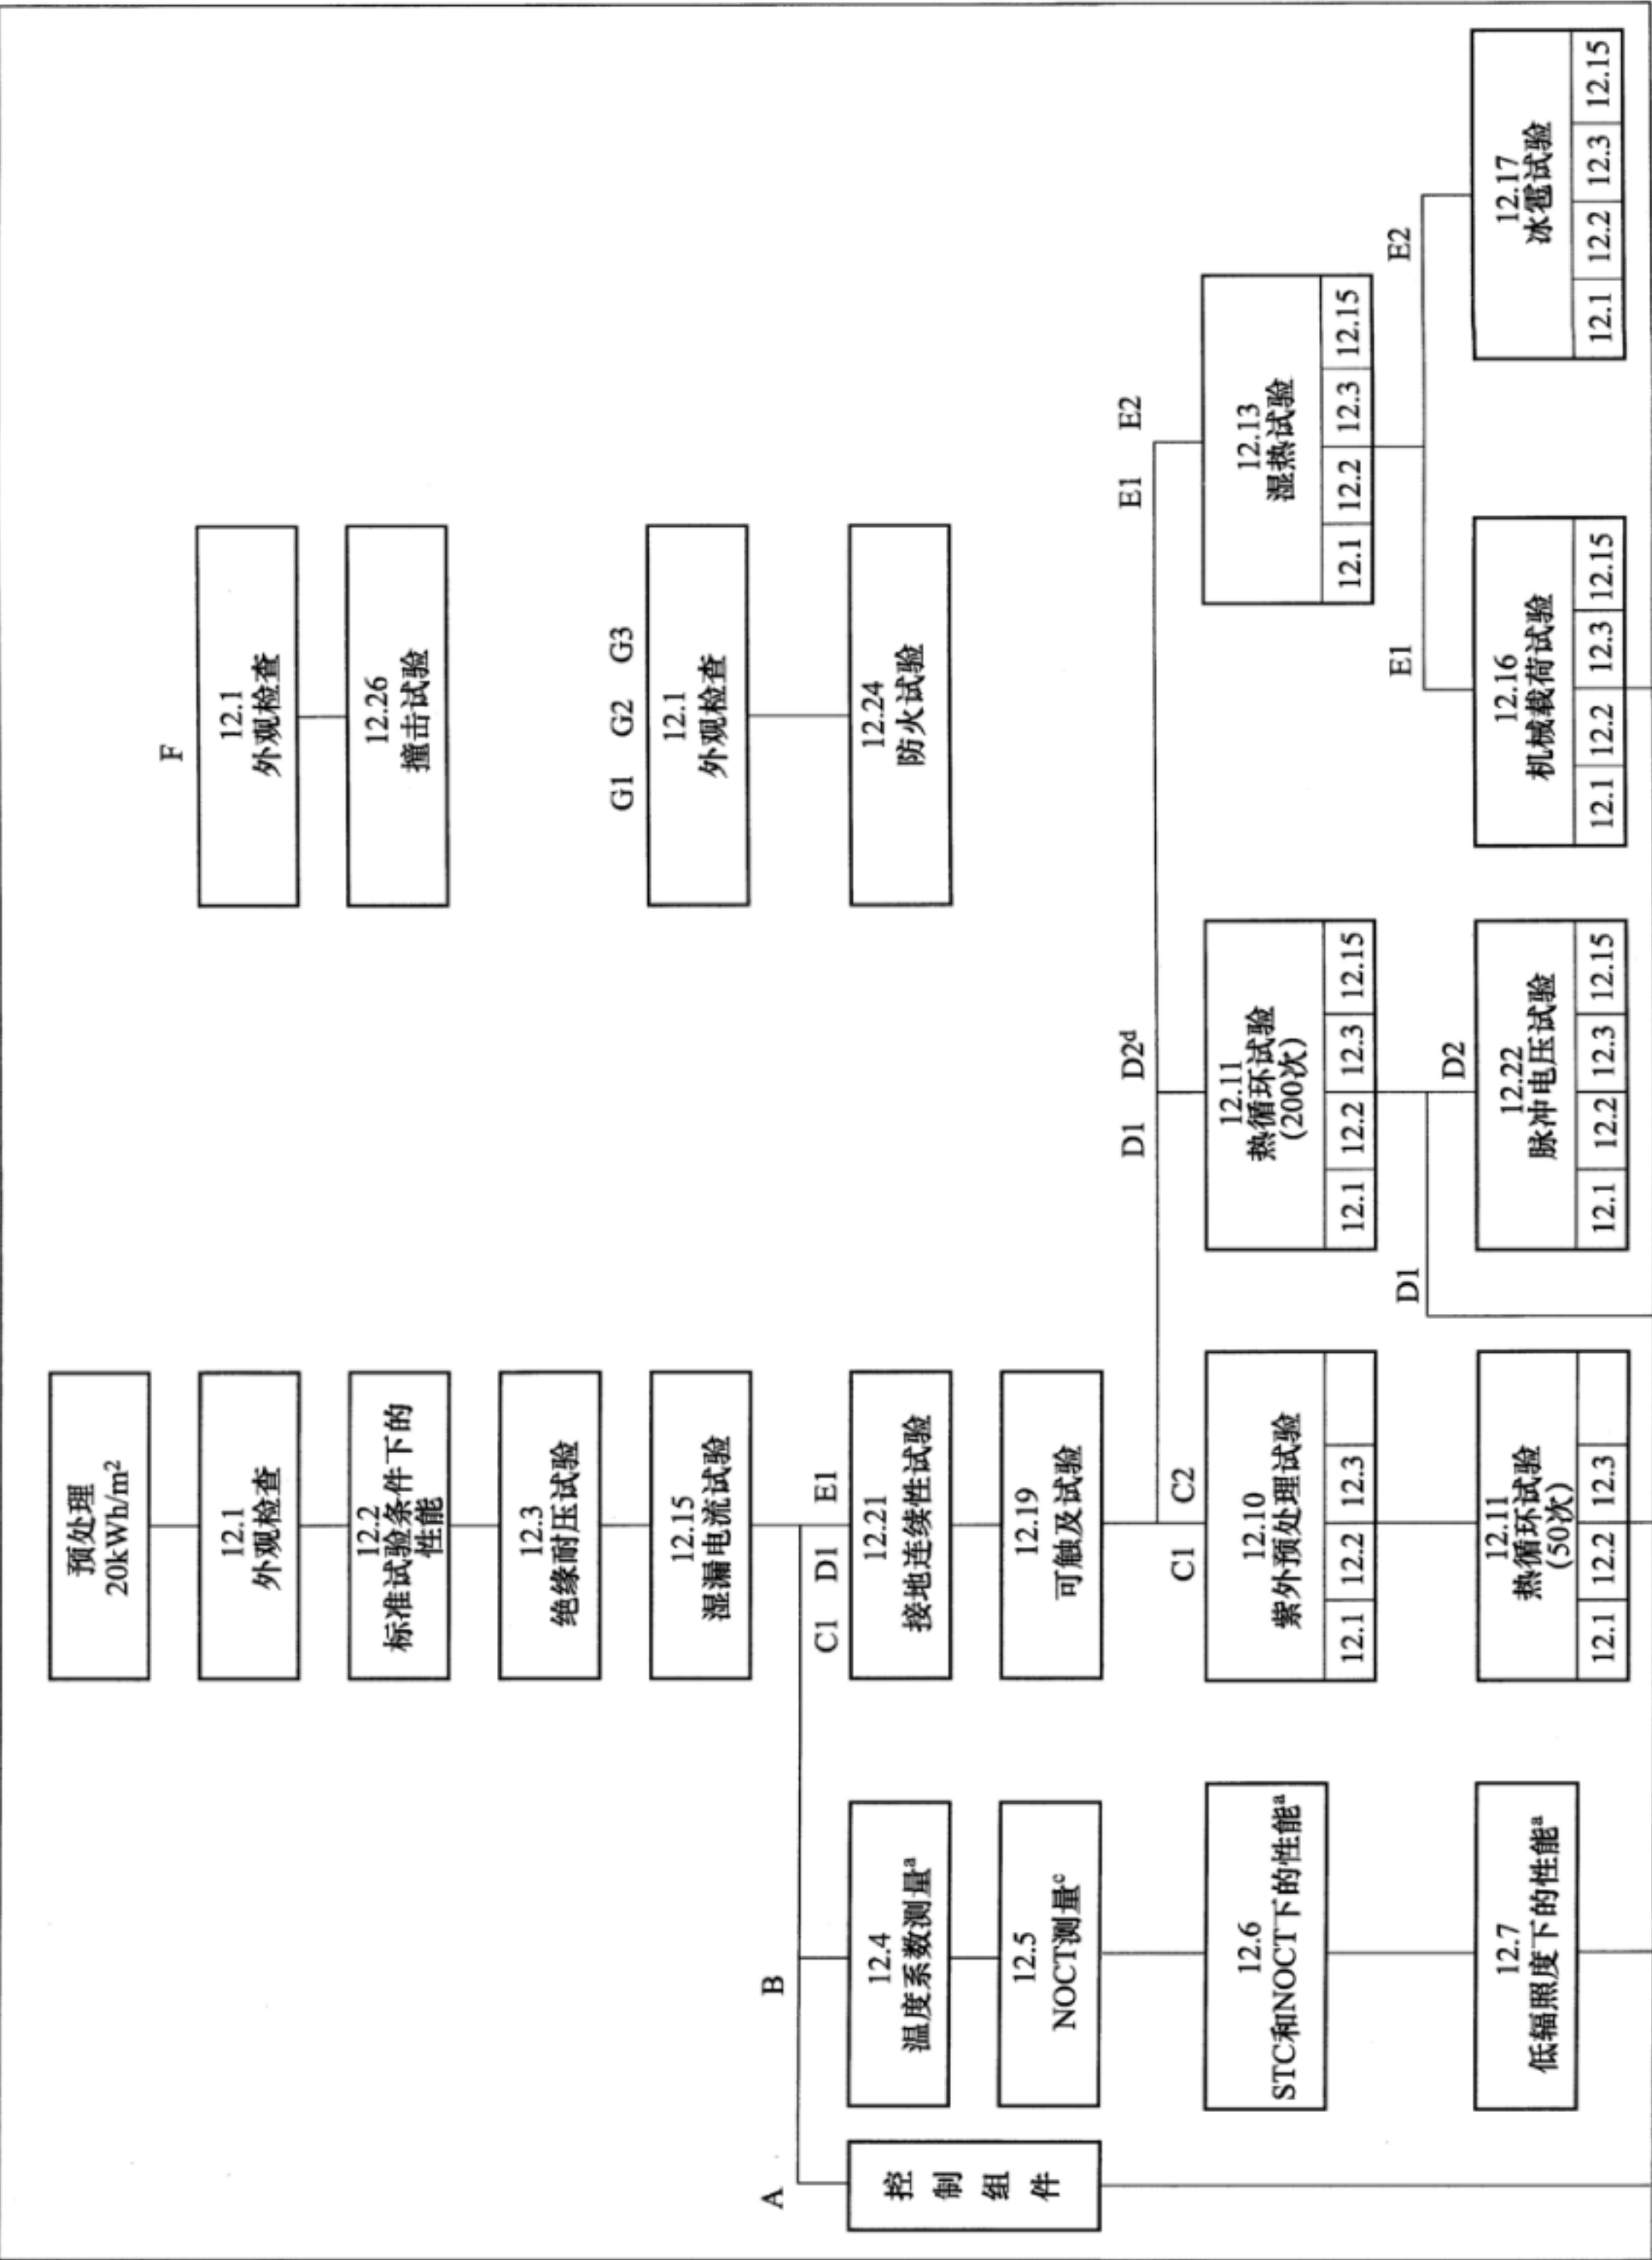 预处理
20kWh/m²
12.1
外观检查
12.2
标准试验条件下的
性能
12.3
绝缘耐压试验
12.15
湿漏电流试验
F
12.1
外观检查
12.26
撞击试验
G1 G2 G3
12.1
外观检查
12.24
防火试验
A
控
制
组
件
B
12.4
温度系数测量ᵃ
12.5
NOCT测量ᶜ
12.6
STC和NOCT下的性能ᵃ
12.7
低辐照度下的性能ᵃ
C1 D1 E1
12.21
接地连续性试验
12.19
可触及试验
C1 C2
12.10
紫外预处理试验
12.1 12.2 12.3
12.11
热循环试验
(50次)
12.1 12.2 12.3
D1 D2ᵈ
12.11
热循环试验
(200次)
12.1 12.2 12.3 12.15
D1
D2
12.22
脉冲电压试验
12.1 12.2 12.3 12.15
E1 E2
12.13
湿热试验
12.1 12.2 12.3 12.15
E1
12.16
机械载荷试验
12.1 12.2 12.3 12.15
E2
12.17
冰雹试验
12.1 12.2 12.3 12.15